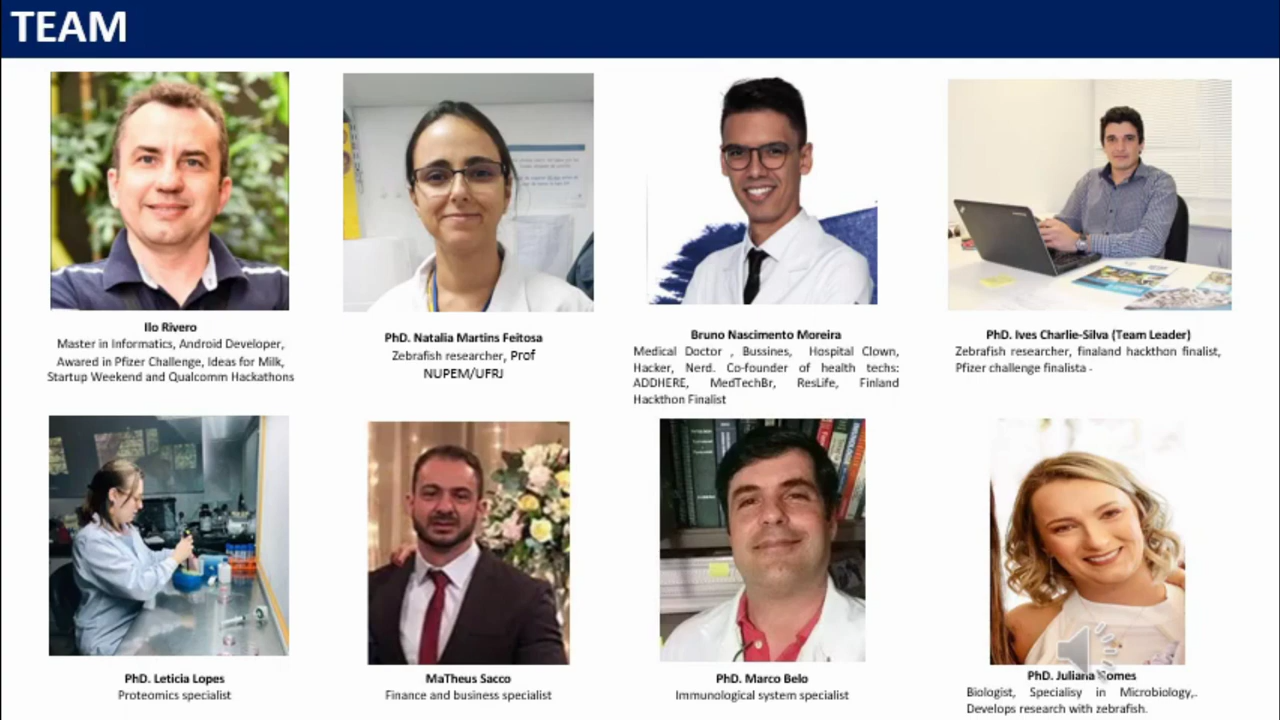 TEAM
Ilo Rivero
Master in Informatics, Android Developer,
Awared in Pfizer Challenge, Ideas for Milk,
Startup Weekend and Qualcomm Hackathons
PhD. Natalia Martins Feitosa
Zebrafish researcher, Prof
NUPEM/UFRJ
Bruno Nascimento Moreira
Medical Doctor , Bussines, Hospital Clown,
Hacker, Nerd. Co-founder of health techs:
ADDHERE, MedTechBr, ResLife, Finland
Hackthon Finalist
PhD. Ives Charlie-Silva (Team Leader)
Zebrafish researcher, finaland hackthon finalist,
Pfizer challenge finalista -
PhD. Leticia Lopes
Proteomics specialist
MaTheus Sacco
Finance and business specialist
PhD. Marco Belo
Immunological system specialist
PhD. Juliana Gomes
Biologist, Specialisy in Microbiology,.
Develops research with zebrafish.